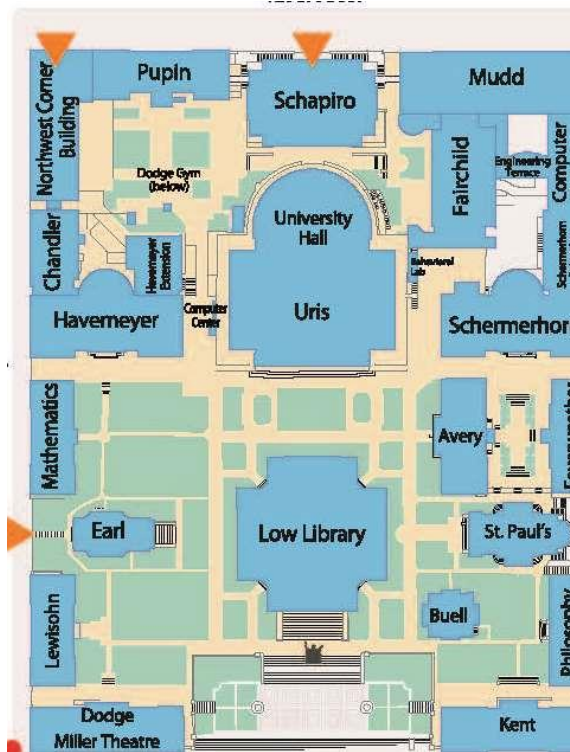 Pupin
Mudd
Schapiro
Northwest Corner
Building
Computer
Engineering
Terrace
Fairchild
Dodge Gym
(below)
University
Hall
Chandler
Havemeyer
Extension
Behavioral
Lab
Schermerhorn
Computer
Center
Uris
Havemeyer
Schermerhor
Mathematics
Avery
Earl
Low Library
St. Paul's
Buell
Lewisohn
Philosophy
Dodge
Miller Theatre
Kent